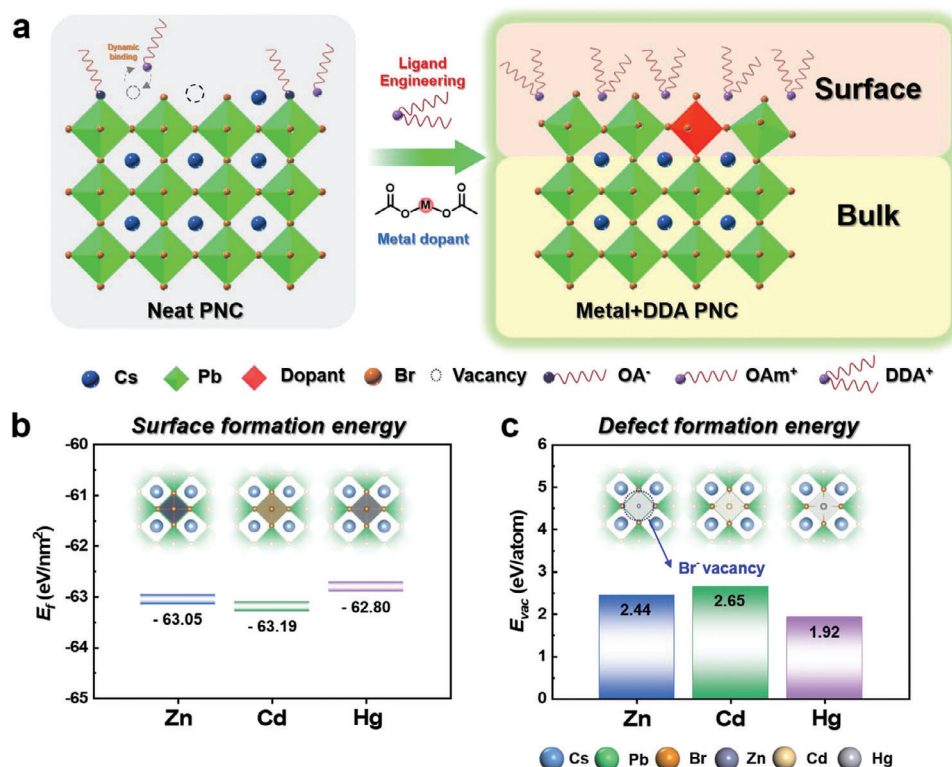 a
Dynamic
binding
Neat PNC
Ligand
Engineering
O
O
M
O
O
Metal dopant
Surface
Bulk
Metal+DDA PNC
Cs
Pb
Dopant
Br
Vacancy
OA⁻
OAm⁺
DDA⁺
b
Surface formation energy
E_f (eV/nm²)
-60
-61
-62
-63
-64
-65
- 63.05
- 63.19
- 62.80
Zn
Cd
Hg
c
Defect formation energy
E_vac (eV/atom)
6
5
4
3
2
1
0
Br⁻ vacancy
2.44
2.65
1.92
Zn
Cd
Hg
Cs
Pb
Br
Zn
Cd
Hg